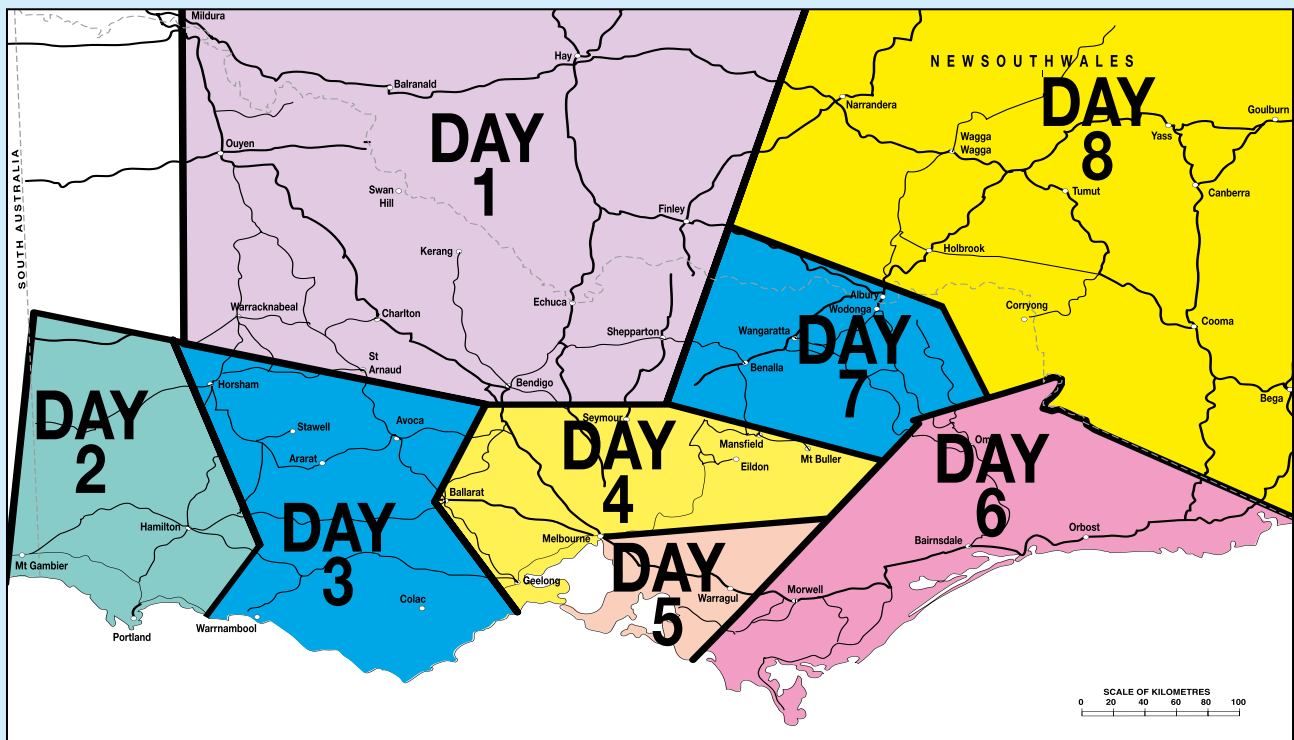 Mildura
Hay
NEW SOUTH WALES
Balranald
DAY
1
Narrandera
DAY
8
Goulburn
Yass
Ouyen
Wagga
Wagga
SOUTH AUSTRALIA
Swan
Hill
Tumut
Canberra
Finley
Kerang
Holbrook
Echuca
Albury
Wodonga
Corryong
Warracknabeal
Charlton
Cooma
Shepparton
Wangaratta
DAY
7
Benalla
St
Arnaud
Horsham
Bendigo
Bega
DAY
2
Stawell
Avoca
Seymour
DAY
4
Mansfield
Mt Buller
Eildon
Om
DAY
6
Ararat
Ballarat
Hamilton
DAY
3
Melbourne
Bairnsdale
Orbost
Mt Gambier
DAY
5
Geelong
Warragul
Morwell
Colac
Portland
Warrnambool
SCALE OF KILOMETRES
0 20 40 60 80 100